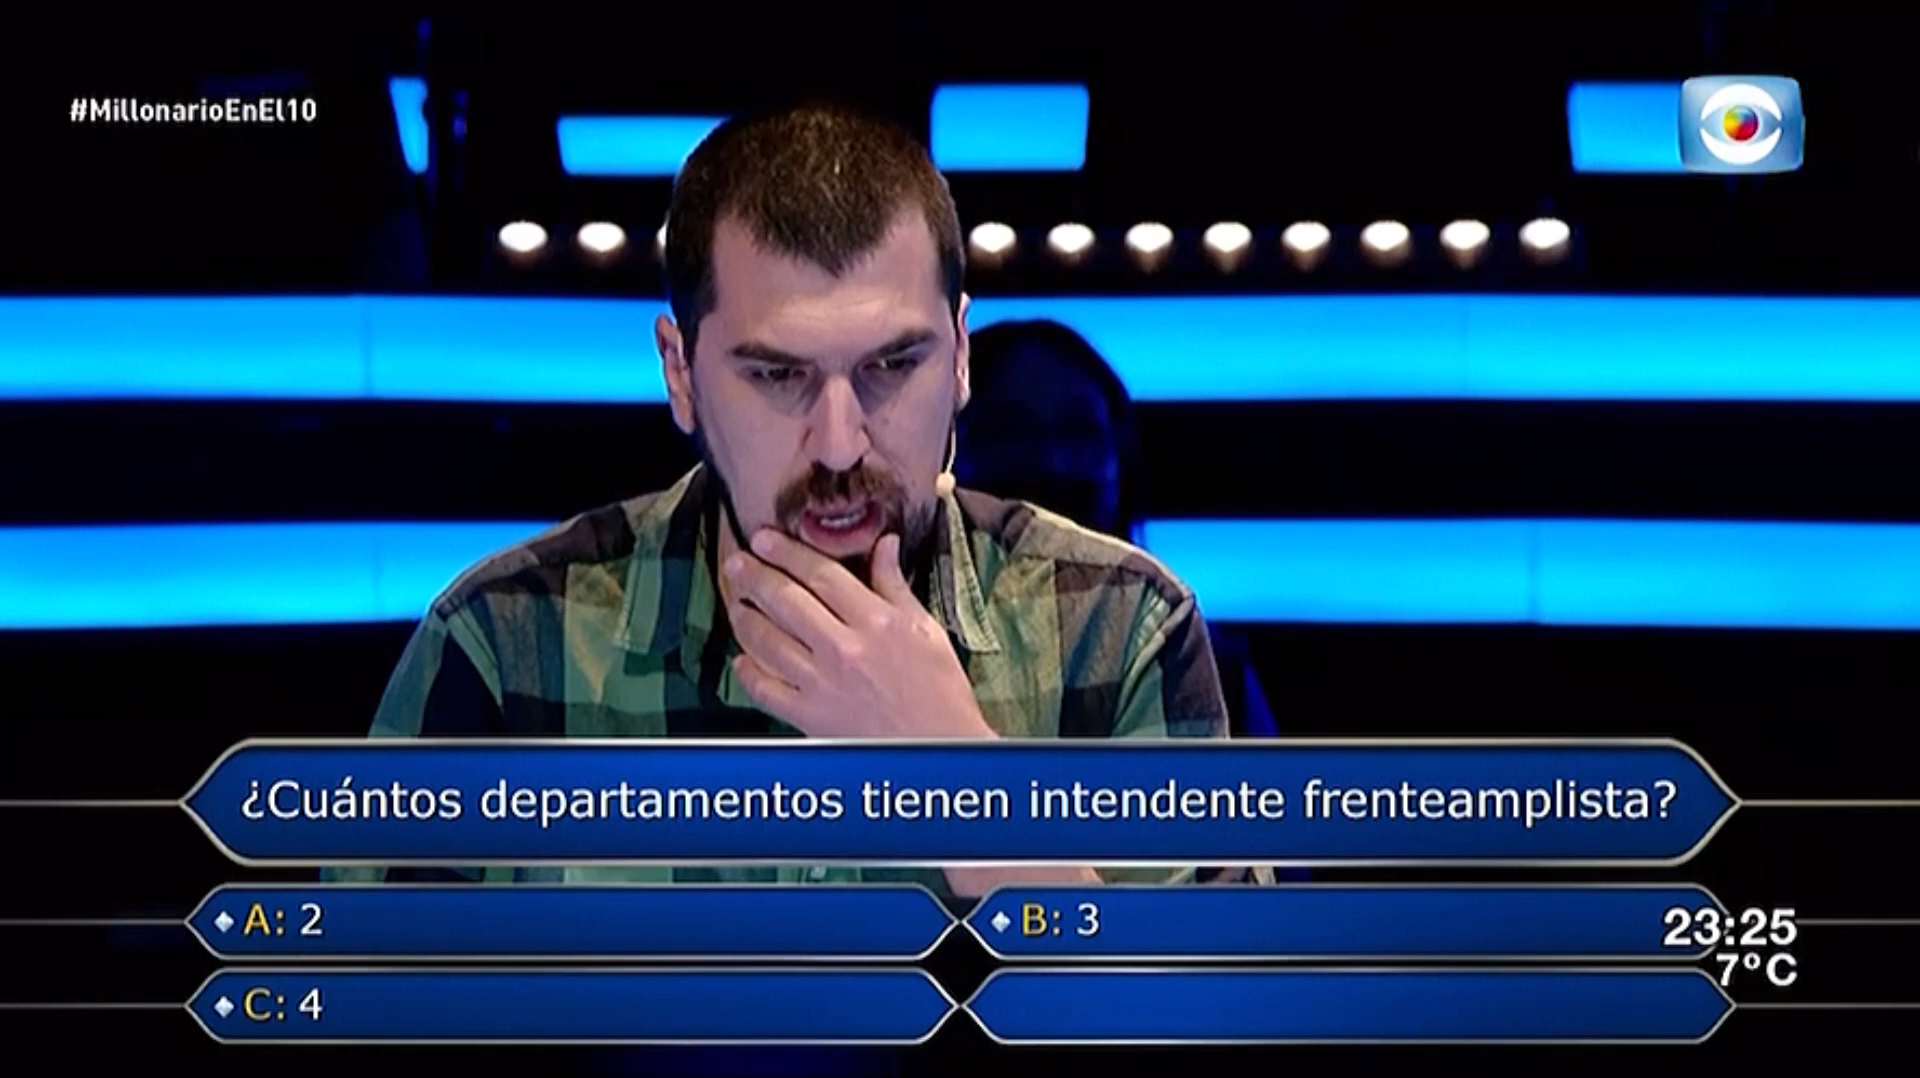 #MillonarioEnEl10
¿Cuántos departamentos tienen intendente frenteamplista?
A: 2
B: 3
23:25
7°C
C: 4